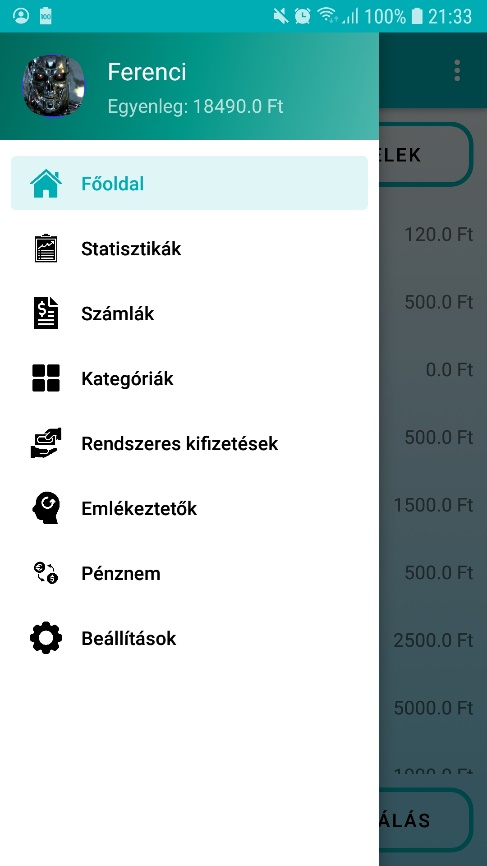 100% 21:33
Ferenci
Egyenleg: 18490.0 Ft
ELEK
Főoldal
Statisztikák
Számlák
Kategóriák
Rendszeres kifizetések
Emlékeztetők
Pénznem
Beállítások
120.0 Ft
500.0 Ft
0.0 Ft
500.0 Ft
1500.0 Ft
500.0 Ft
2500.0 Ft
5000.0 Ft
ÁLÁS